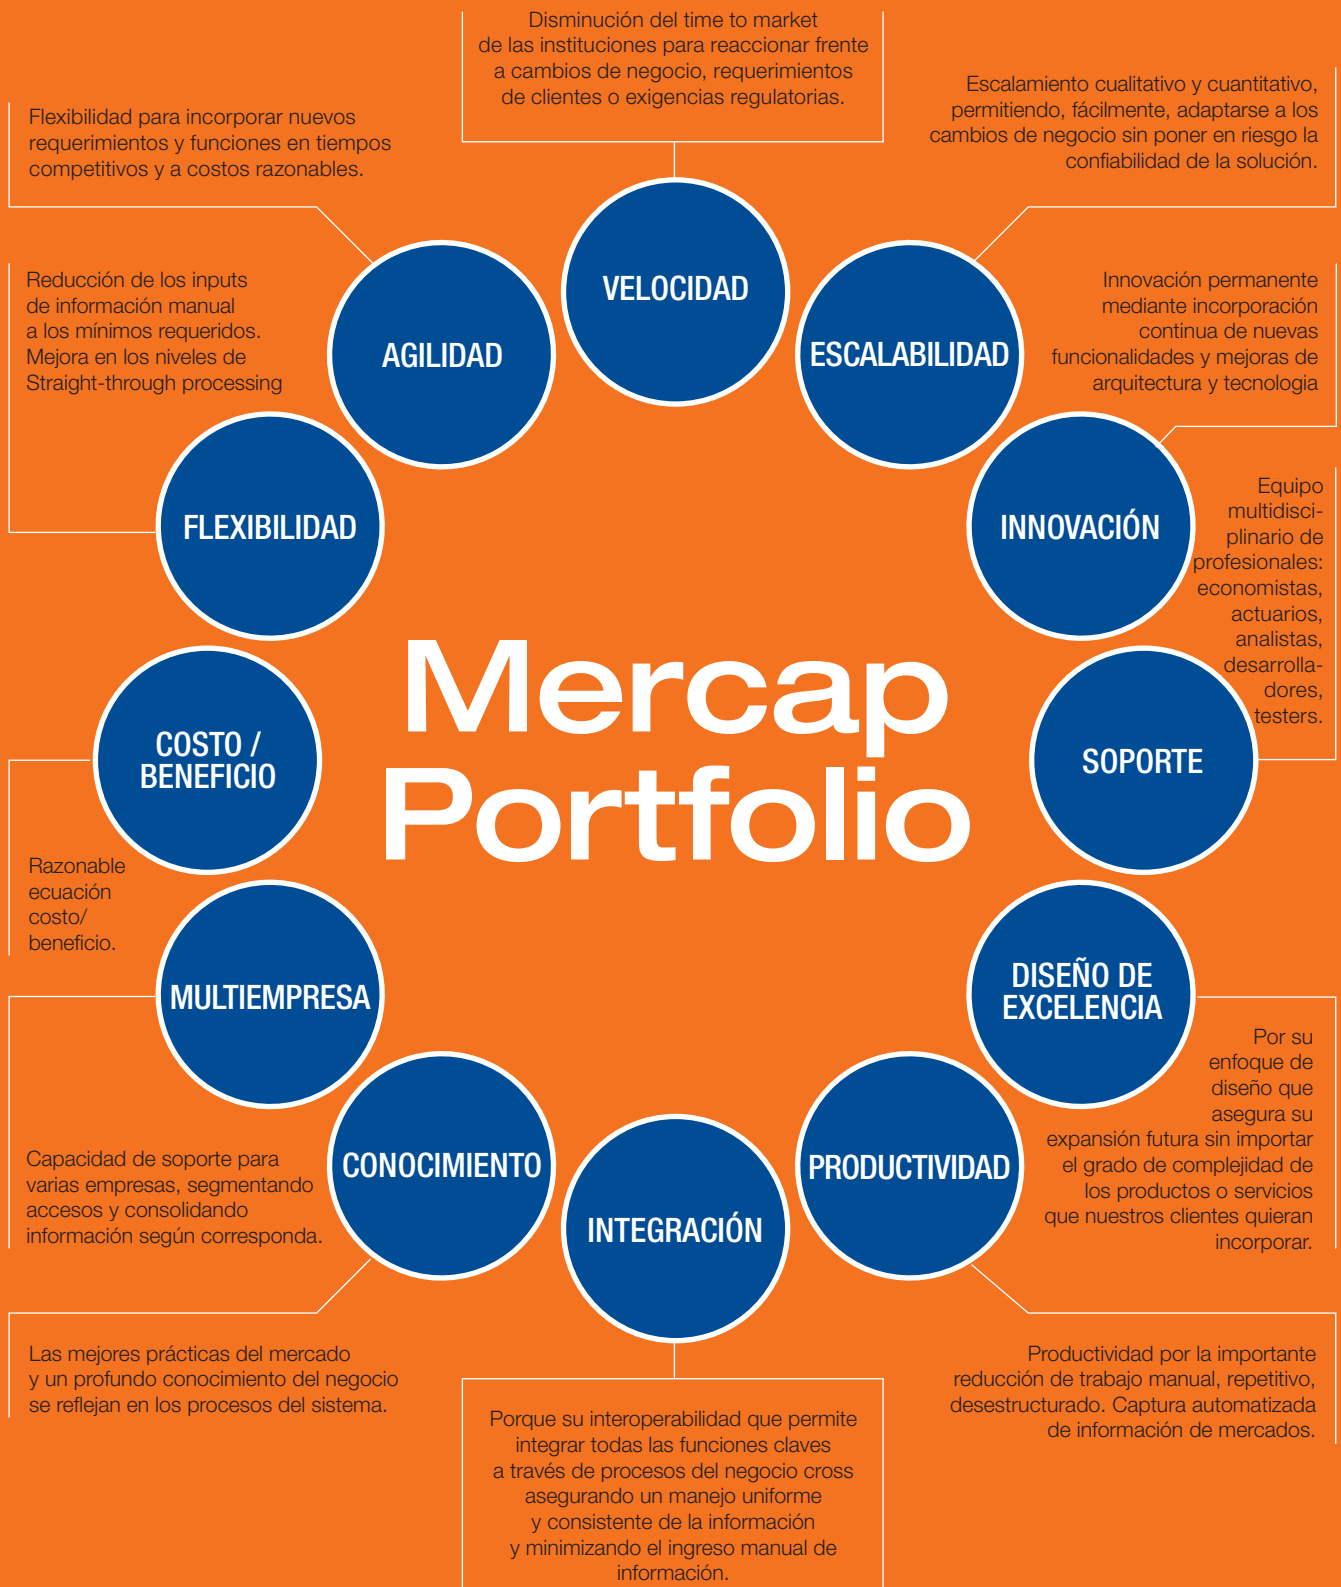 Disminución del time to market
de las instituciones para reaccionar frente
a cambios de negocio, requerimientos
de clientes o exigencias regulatorias.
VELOCIDAD
Escalamiento cualitativo y cuantitativo,
permitiendo, fácilmente, adaptarse a los
cambios de negocio sin poner en riesgo la
confiabilidad de la solución.
ESCALABILIDAD
Innovación permanente
mediante incorporación
continua de nuevas
funcionalidades y mejoras de
arquitectura y tecnologia
INNOVACIÓN
Equipo
multidisci-
plinario de
profesionales:
economistas,
actuarios,
analistas,
desarrolla-
dores,
testers.
SOPORTE
DISEÑO DE
EXCELENCIA
Por su
enfoque de
diseño que
asegura su
expansión futura sin importar
el grado de complejidad de
los productos o servicios
que nuestros clientes quieran
incorporar.
PRODUCTIVIDAD
Productividad por la importante
reducción de trabajo manual, repetitivo,
desestructurado. Captura automatizada
de información de mercados.
INTEGRACIÓN
Porque su interoperabilidad que permite
integrar todas las funciones claves
a través de procesos del negocio cross
asegurando un manejo uniforme
y consistente de la información
y minimizando el ingreso manual de
información.
CONOCIMIENTO
Las mejores prácticas del mercado
y un profundo conocimiento del negocio
se reflejan en los procesos del sistema.
MULTIEMPRESA
Capacidad de soporte para
varias empresas, segmentando
accesos y consolidando
información según corresponda.
COSTO /
BENEFICIO
Razonable
ecuación
costo/
beneficio.
FLEXIBILIDAD
Reducción de los inputs
de información manual
a los mínimos requeridos.
Mejora en los niveles de
Straight-through processing
AGILIDAD
Flexibilidad para incorporar nuevos
requerimientos y funciones en tiempos
competitivos y a costos razonables.
Mercap
Portfolio